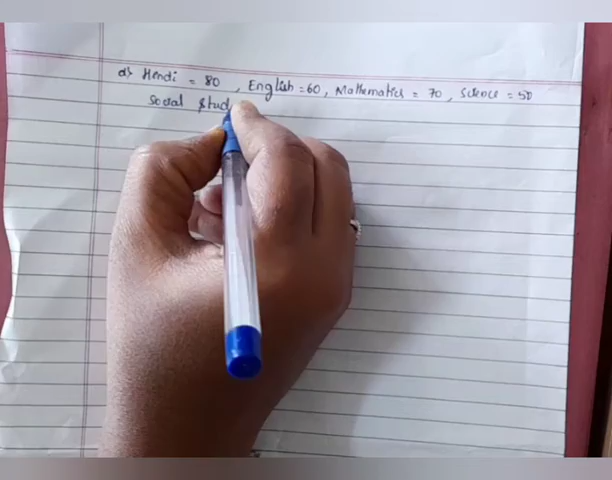 a) Hindi = 80, English = 60, Mathematics = 70, Science = 50
Social Stud